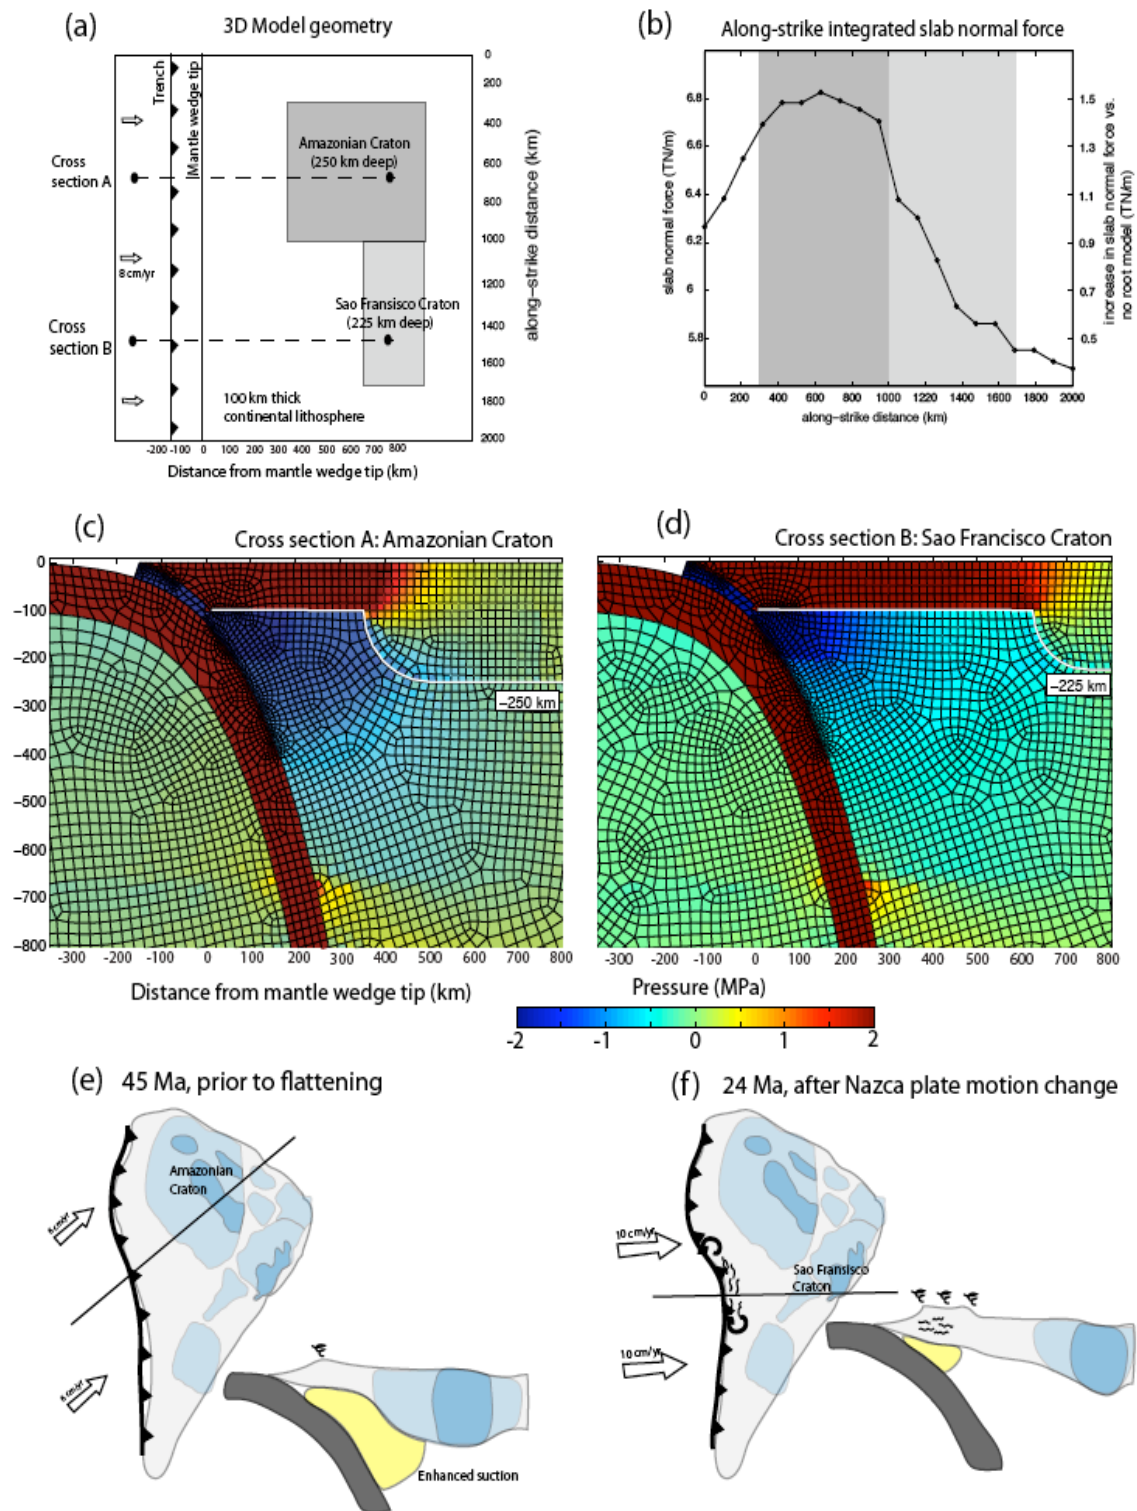 (a)
3D Model geometry
Trench
Mantle wedge tip
Cross
section A
Amazonian Craton
(250 km deep)
8 cm/yr
Cross
section B
Sao Fransisco Craton
(225 km deep)
100 km thick
continental lithosphere
0
200
400
600
800
1000
1200
1400
1600
1800
2000
along-strike distance (km)
-200 -100 0 100 200 300 400 500 600 700 800
Distance from mantle wedge tip (km)
(b)
Along-strike integrated slab normal force
6.8
6.6
6.4
6.2
6
5.8
slab normal force (TN/m)
1.5
1.3
1.1
0.9
0.7
0.5
increase in slab normal force vs.
no root model (TN/m)
0 200 400 600 800 1000 1220 1400 1600 1800 2000
along-strike distance (km)
(c)
Cross section A: Amazonian Craton
0
-100
-200
-300
-400
-500
-600
-700
-800
-250 km
-300 -200 -100 0 100 200 300 400 500 600 700 800
Distance from mantle wedge tip (km)
(d)
Cross section B: Sao Francisco Craton
-225 km
-300 -200 -100 0 100 200 300 400 500 600 700 800
Pressure (MPa)
-2 -1 0 1 2
(e) 45 Ma, prior to flattening
Amazonian
Craton
8 cm/yr
8 cm/yr
Enhanced suction
(f) 24 Ma, after Nazca plate motion change
10 cm/yr
Sao Fransisco
Craton
10 cm/yr